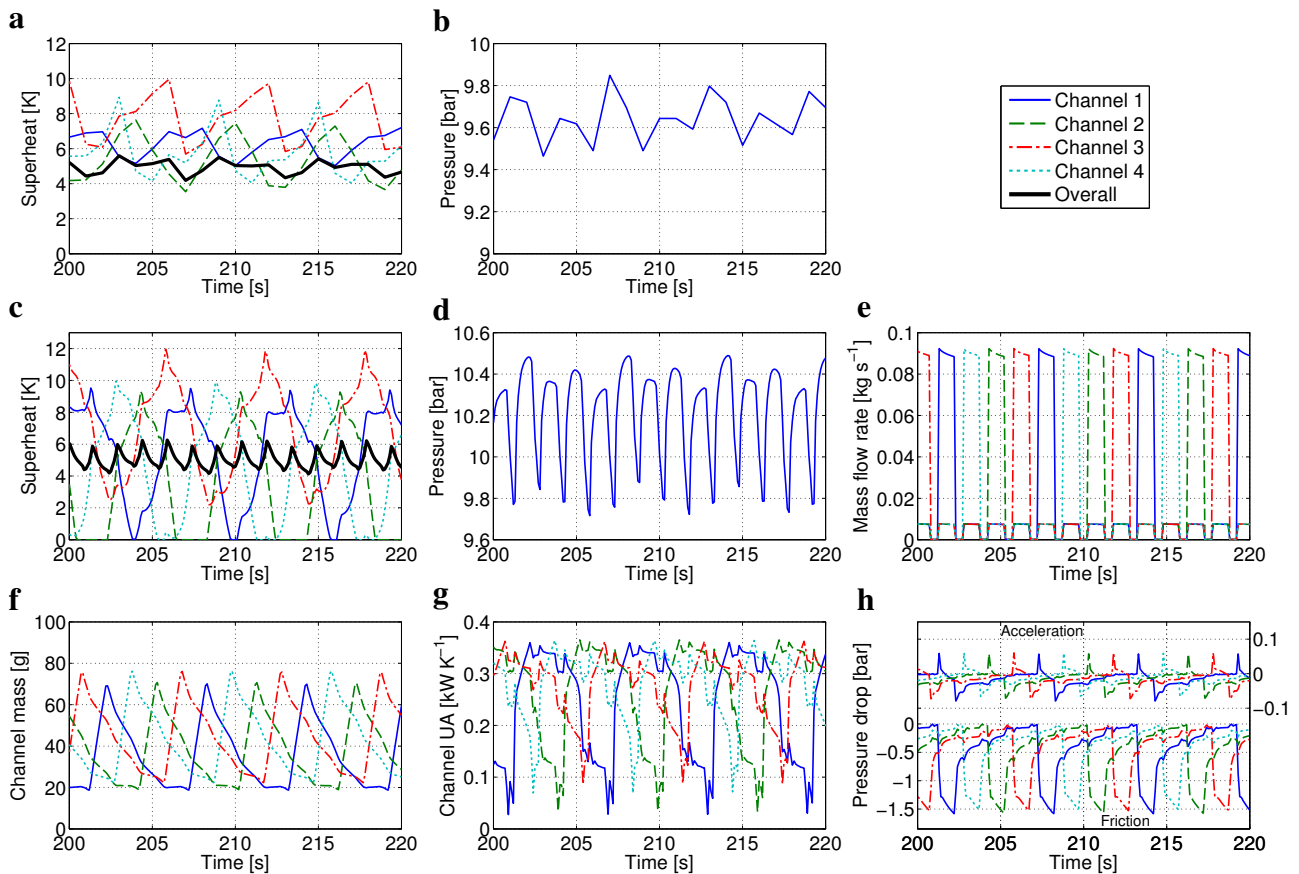 a
b
12
10
8
6
4
2
0
Superheat [K]
200 205 210 215 220
Time [s]
10
9.8
9.6
9.4
9.2
9
Pressure [bar]
200 205 210 215 220
Time [s]
Channel 1
Channel 2
Channel 3
Channel 4
Overall
c
d
e
12
10
8
6
4
2
0
Superheat [K]
200 205 210 215 220
Time [s]
10.6
10.4
10.2
10
9.8
9.6
Pressure [bar]
200 205 210 215 220
Time [s]
0.1
0.08
0.06
0.04
0.02
0
Mass flow rate [kg s⁻¹]
200 205 210 215 220
Time [s]
f
g
h
100
80
60
40
20
0
Channel mass [g]
200 205 210 215 220
Time [s]
0.4
0.3
0.2
0.1
0
Channel UA [kW K⁻¹]
200 205 210 215 220
Time [s]
Acceleration
0.1
0
−0.1
0
−0.5
−1
−1.5
Pressure drop [bar]
Friction
200 205 210 215 220
Time [s]